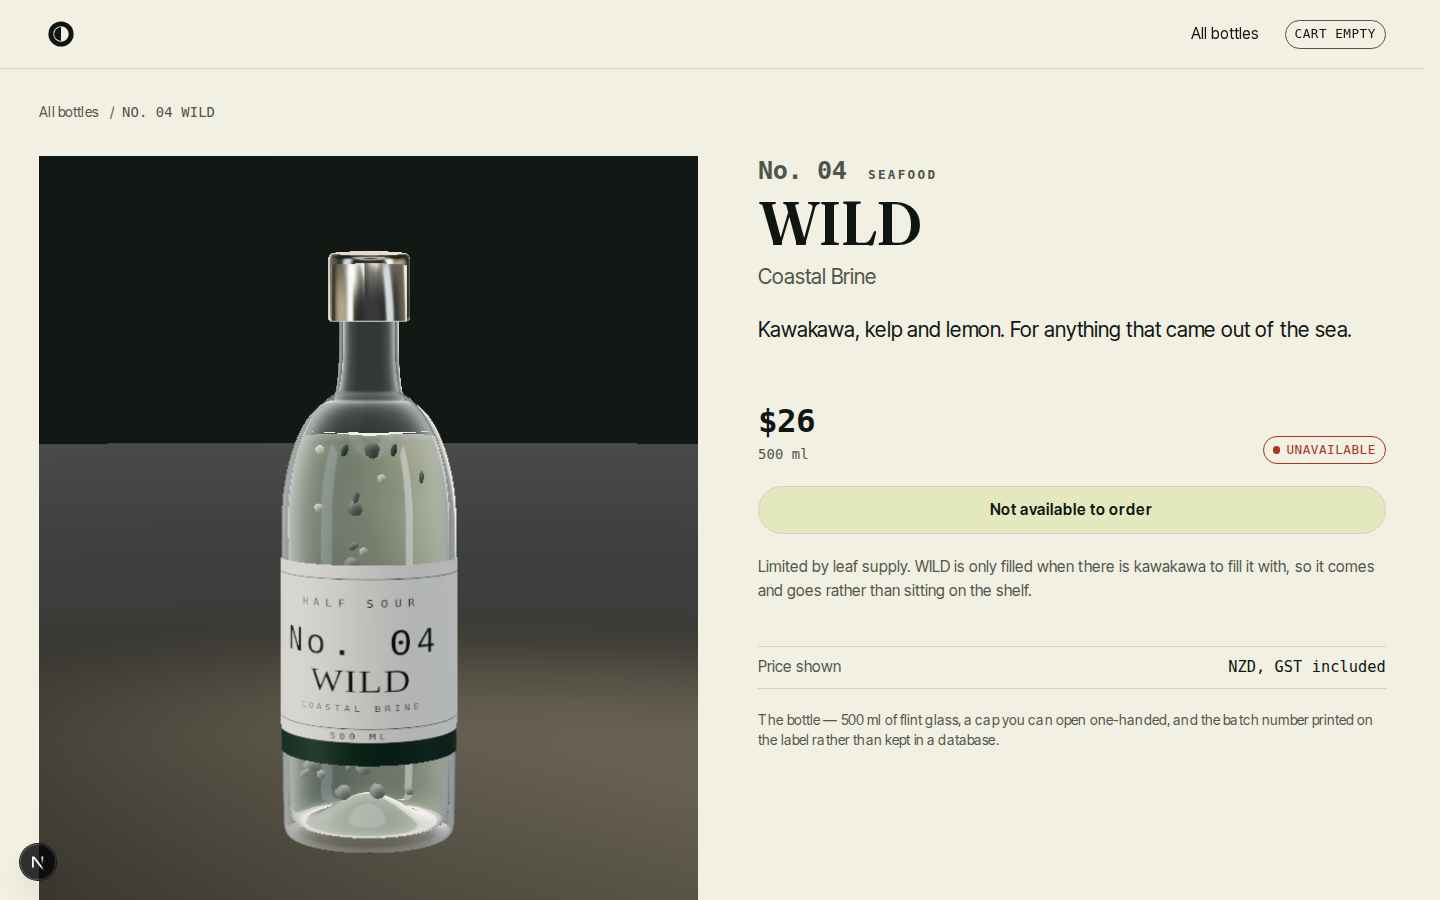 All bottles
CART EMPTY
All bottles / NO. 04 WILD
No. 04 SEAFOOD
WILD
Coastal Brine
Kawakawa, kelp and lemon. For anything that came out of the sea.
$26
500 ml
UNAVAILABLE
Not available to order
Limited by leaf supply. WILD is only filled when there is kawakawa to fill it with, so it comes
and goes rather than sitting on the shelf.
Price shown
NZD, GST included
The bottle — 500 ml of flint glass, a cap you can open one-handed, and the batch number printed on
the label rather than kept in a database.
HALF SOUR
No. 04
WILD
COASTAL BRINE
500 ML
N